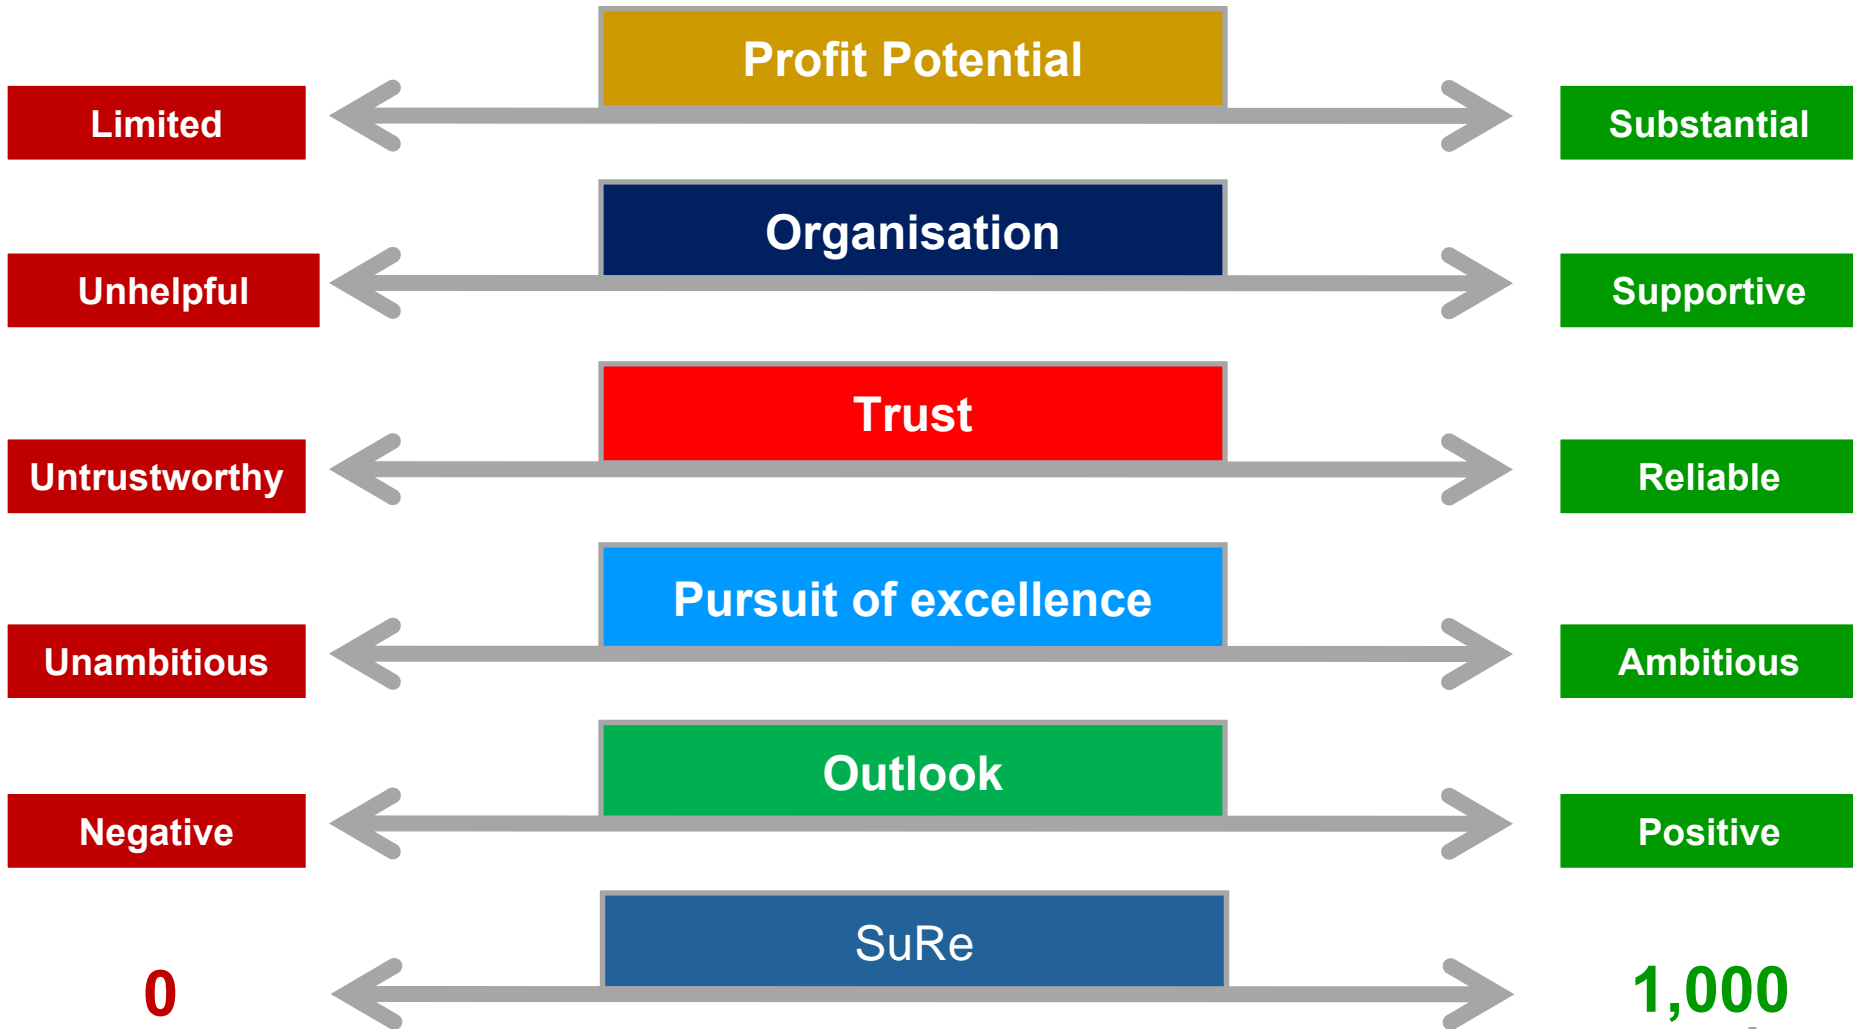 Profit Potential
Limited
Substantial
Organisation
Unhelpful
Supportive
Trust
Untrustworthy
Reliable
Pursuit of excellence
Unambitious
Ambitious
Outlook
Negative
Positive
SuRe
0
1,000